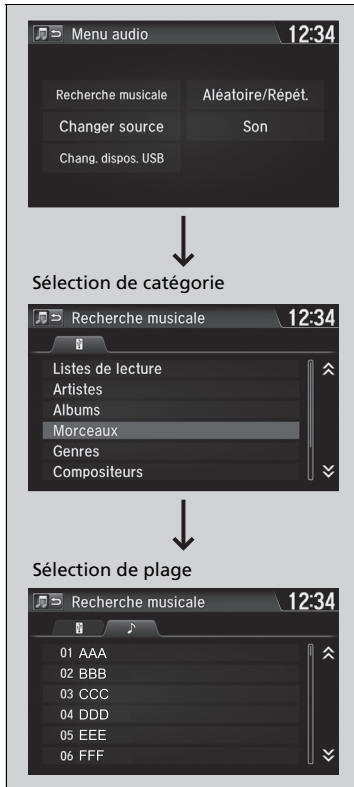 Menu audio 12:34
Recherche musicale Aléatoire/Répét.
Changer source Son
Chang. dispos. USB
Sélection de catégorie
Recherche musicale 12:34
Listes de lecture
Artistes
Albums
Morceaux
Genres
Compositeurs
Sélection de plage
Recherche musicale 12:34
01 AAA
02 BBB
03 CCC
04 DDD
05 EEE
06 FFF